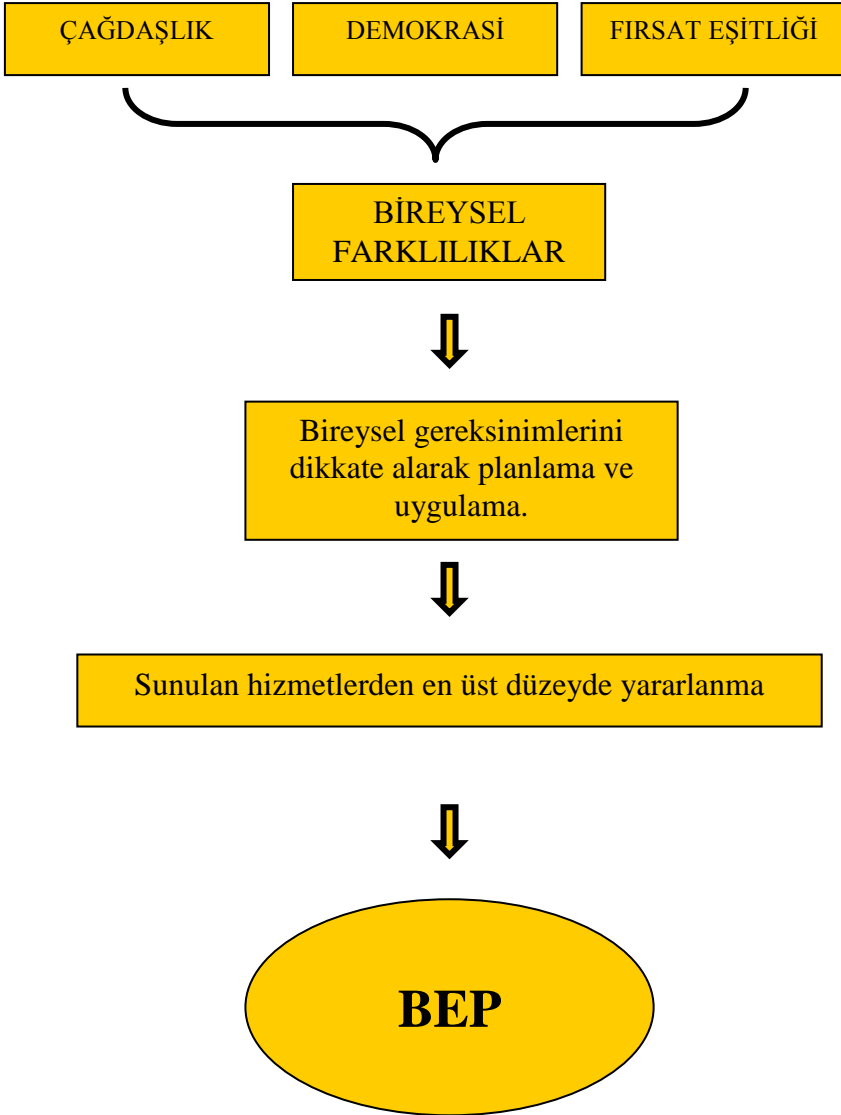 ÇAĞDAŞLIK
DEMOKRASİ
FIRSAT EŞİTLİĞİ
BİREYSEL
FARKLILIKLAR
Bireysel gereksinimlerini
dikkate alarak planlama ve
uygulama.
Sunulan hizmetlerden en üst düzeyde yararlanma
BEP